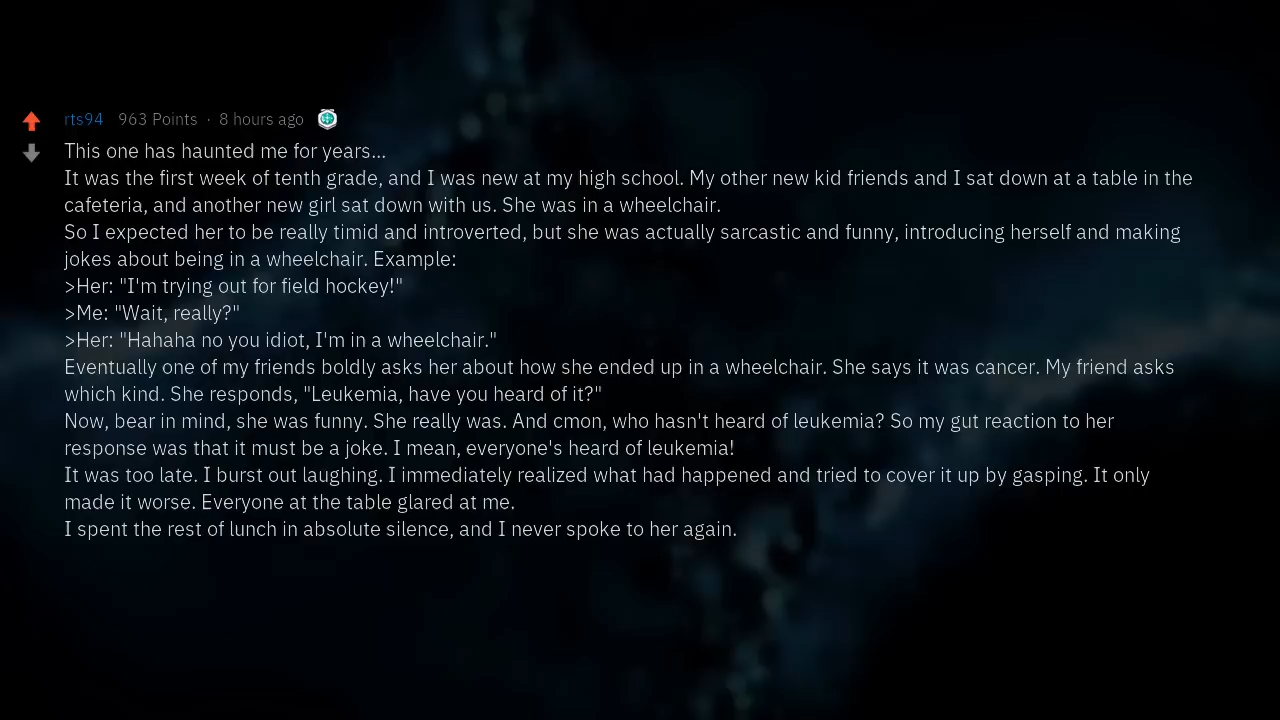 rts94 963 Points · 8 hours ago
This one has haunted me for years...
It was the first week of tenth grade, and I was new at my high school. My other new kid friends and I sat down at a table in the
cafeteria, and another new girl sat down with us. She was in a wheelchair.
So I expected her to be really timid and introverted, but she was actually sarcastic and funny, introducing herself and making
jokes about being in a wheelchair. Example:
>Her: "I'm trying out for field hockey!"
>Me: "Wait, really?"
>Her: "Hahaha no you idiot, I'm in a wheelchair."
Eventually one of my friends boldly asks her about how she ended up in a wheelchair. She says it was cancer. My friend asks
which kind. She responds, "Leukemia, have you heard of it?"
Now, bear in mind, she was funny. She really was. And cmon, who hasn't heard of leukemia? So my gut reaction to her
response was that it must be a joke. I mean, everyone's heard of leukemia!
It was too late. I burst out laughing. I immediately realized what had happened and tried to cover it up by gasping. It only
made it worse. Everyone at the table glared at me.
I spent the rest of lunch in absolute silence, and I never spoke to her again.